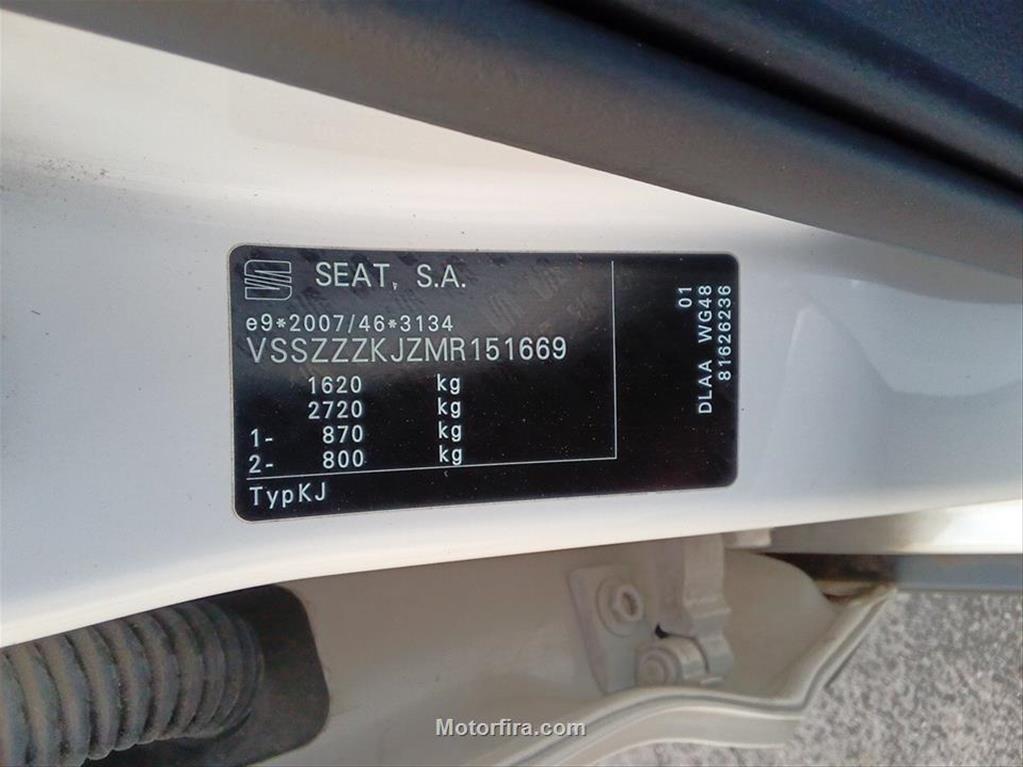 SEAT, S.A.
e9*2007/46*3134
VSSZZZKJZMR151669
1620 kg
2720 kg
1- 870 kg
2- 800 kg
TypKJ
01
DLAA WG48
81626236
Motorfira.com